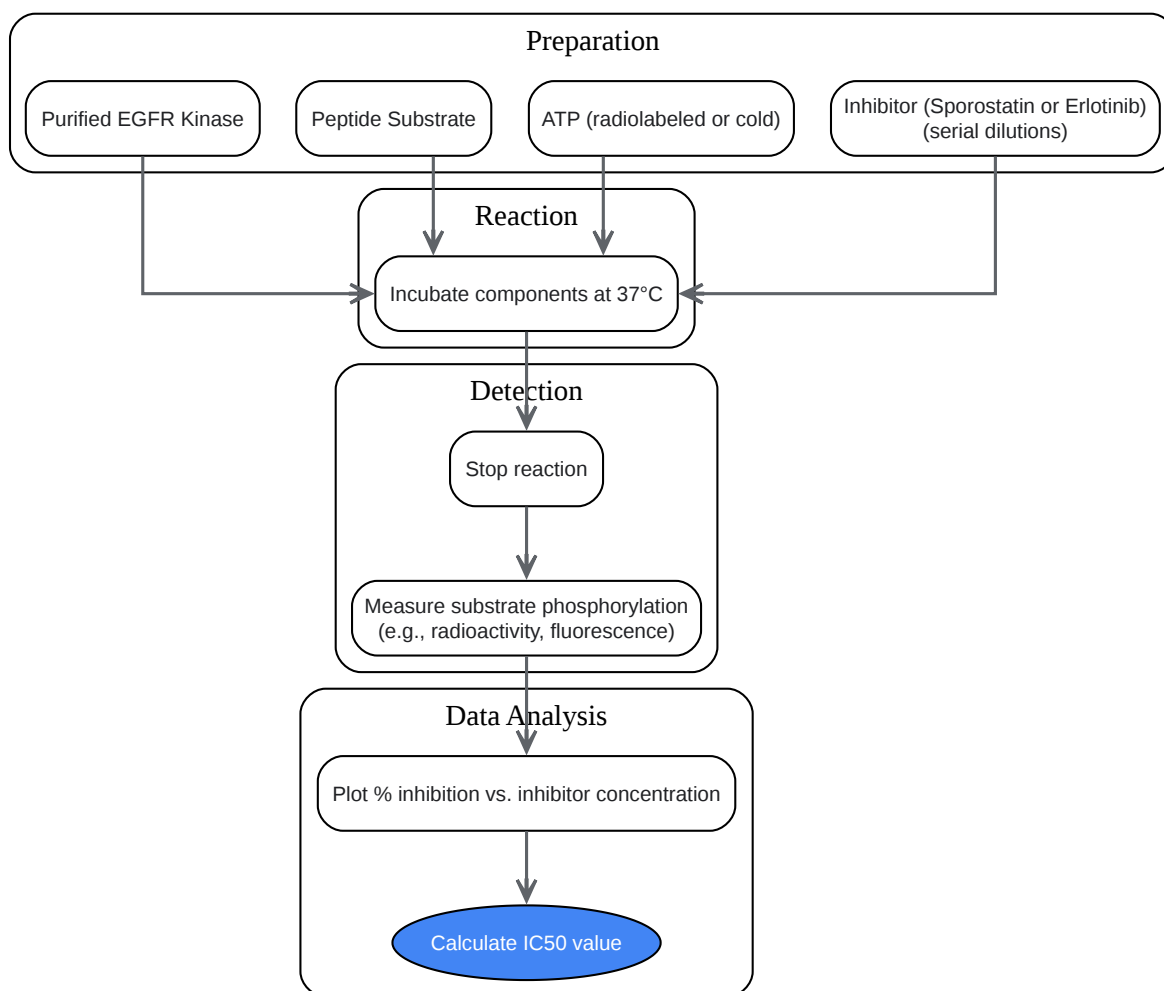 Preparation
Purified EGFR Kinase
Peptide Substrate
ATP (radiolabeled or cold)
Inhibitor (Sporostatin or Erlotinib)
(serial dilutions)
Reaction
Incubate components at 37°C
Detection
Stop reaction
Measure substrate phosphorylation
(e.g., radioactivity, fluorescence)
Data Analysis
Plot % inhibition vs. inhibitor concentration
Calculate IC50 value